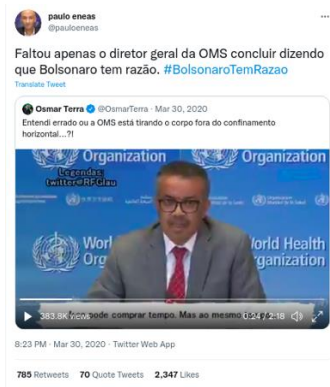 paulo eneas
@pauloeneas
Faltou apenas o diretor geral da OMS concluir dizendo
que Bolsonaro tem razão. #BolsonaroTemRazao
Translate Tweet
Osmar Terra @OsmarTerra · Mar 30, 2020
Entendi errado ou a OMS está tirando o corpo fora do confinamento
horizontal...?!
Organization
Organization
Legendas:
twitter@RFGlau
World Health
Organization
383.8K views
pode comprar tempo. Mas ao mesmo
0:24 / 2:18
8:23 PM · Mar 30, 2020 · Twitter Web App
785 Retweets 70 Quote Tweets 2,347 Likes